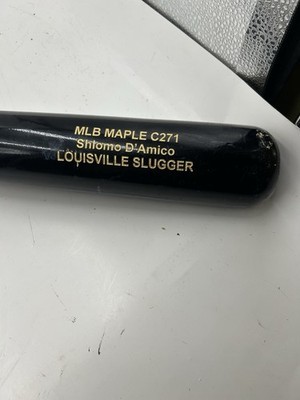 MLB MAPLE C271
Shlomo D'Amico
LOUISVILLE SLUGGER